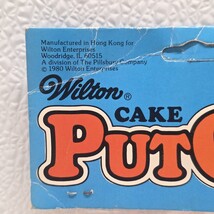 Manufactured in Hong Kong for
Wilton Enterprises
Woodridge, IL 60515
A division of The Pillsbury Company
© 1980 Wilton Enterprises
Wilton®
CAKE
PUT